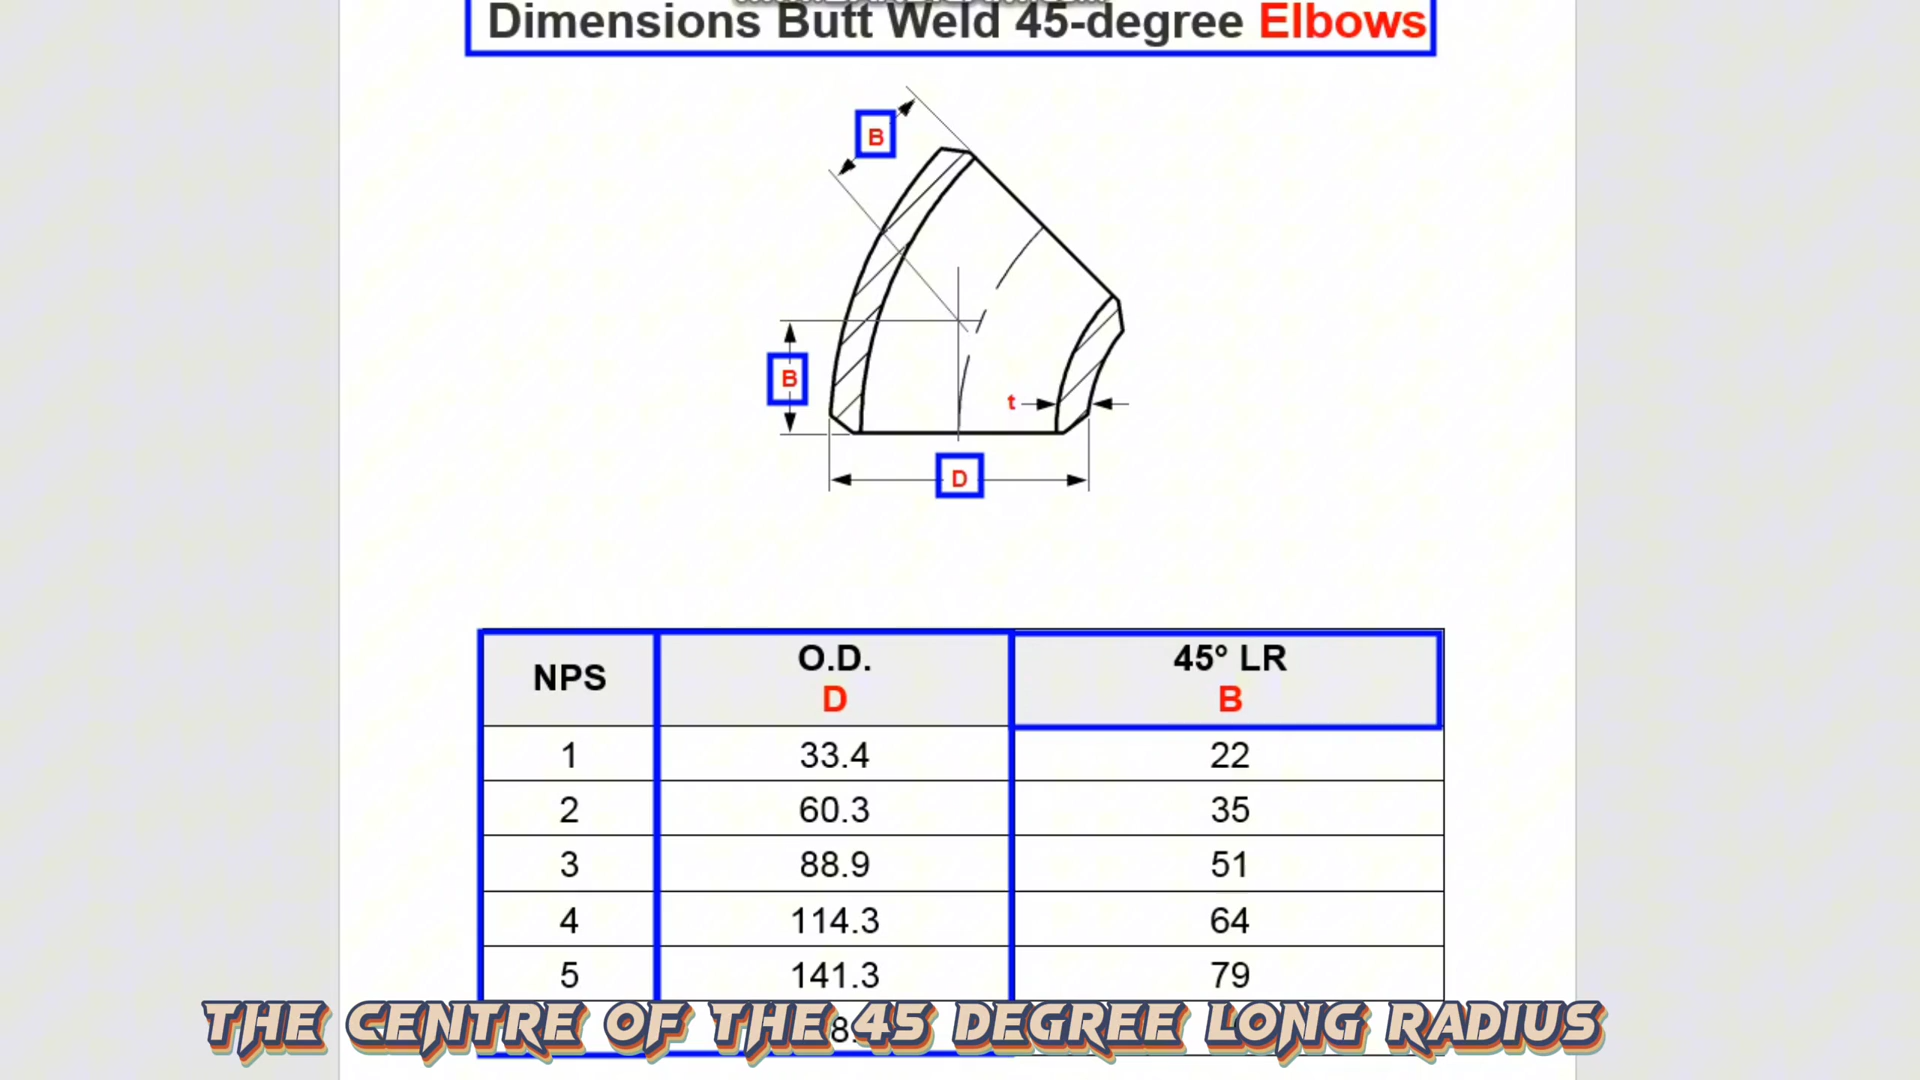 Dimensions Butt Weld 45-degree Elbows
B
B
t
D
NPS O.D. D 45° LR B
1 33.4 22
2 60.3 35
3 88.9 51
4 114.3 64
5 141.3 79
THE CENTRE OF THE 45 DEGREE LONG RADIUS